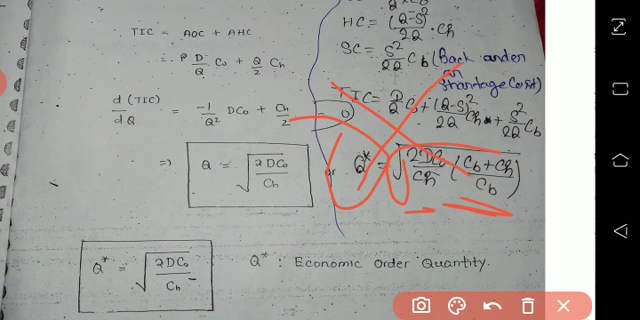 TIC = AOC + AHC
= D/Q Co + Q/2 Ch
d(TIC)/dQ = -1/Q² DCo + Ch/2
=> Q = √(2DCo/Ch)
Q* = √(2DCo/Ch) Q* : Economic Order Quantity.
HC = (Q-S)²/2Q · Ch
SC = S²/2Q Cb (Back order
Shortage Cost)
TIC = D/Q Co + (Q-S)²/2Q Ch + S²/2Q Cb
or Q* = √(2DCo/Ch (Cb+Ch/Cb))